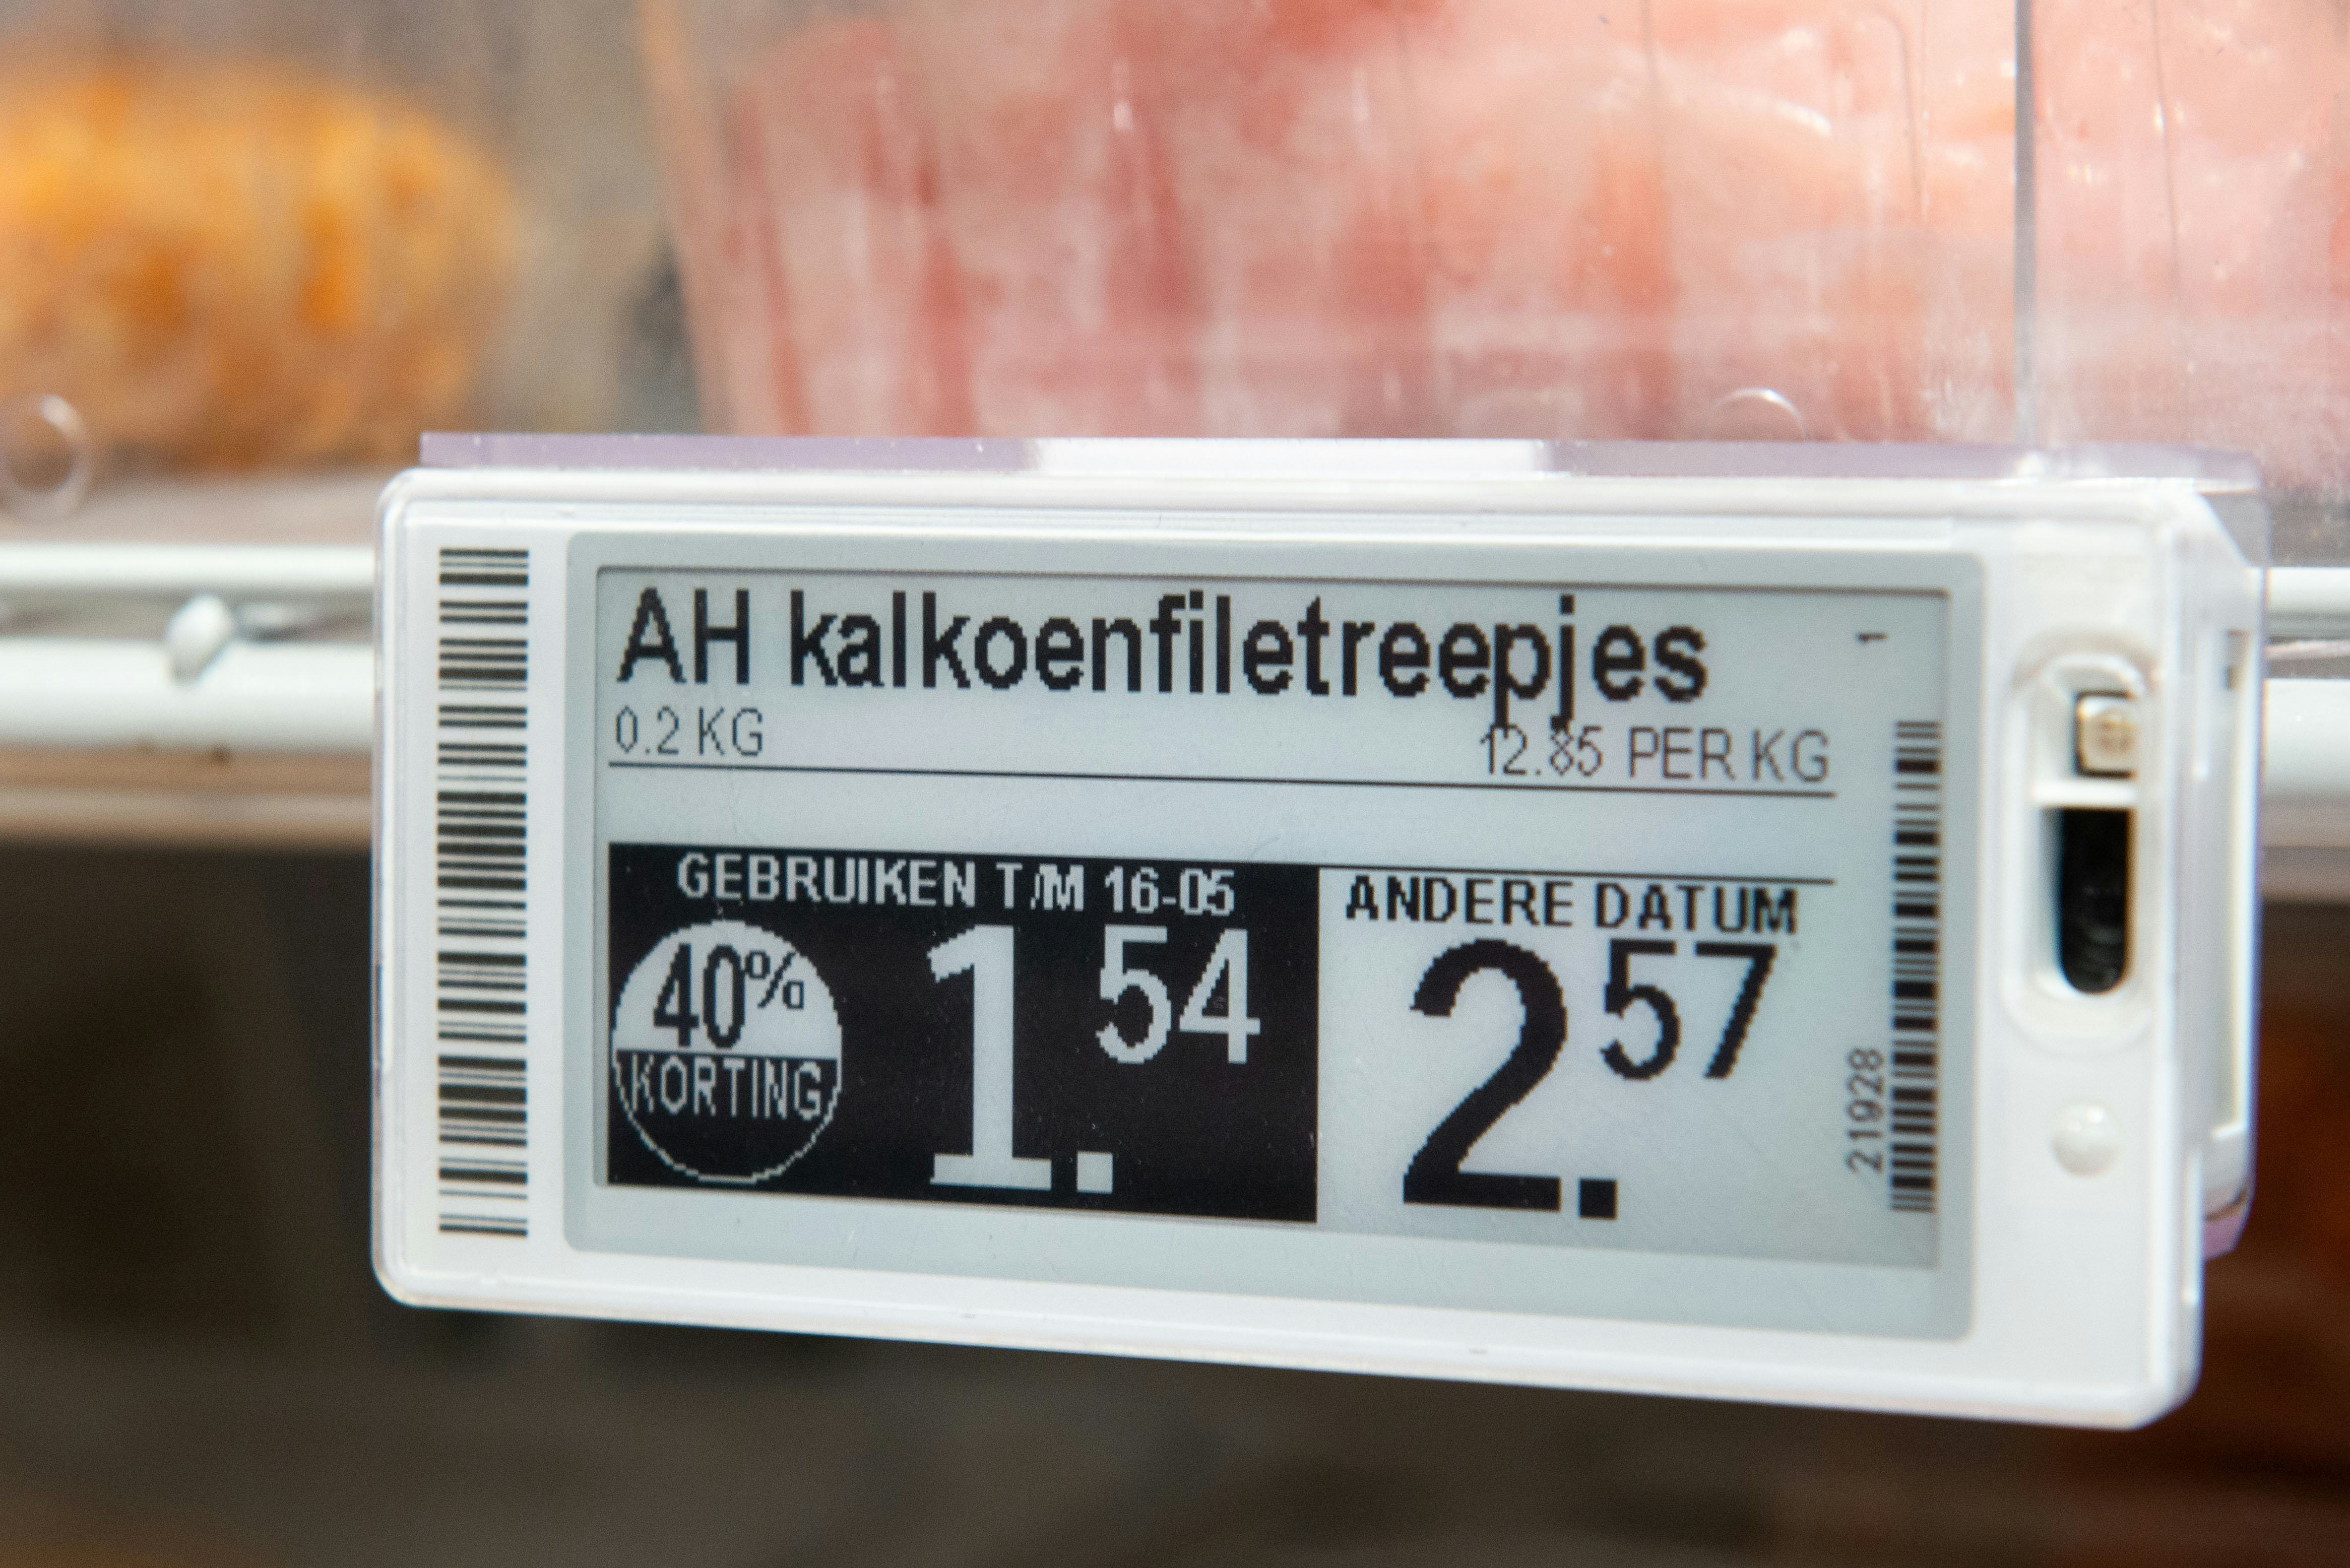 AH kalkoenfiletreepjes
1
0.2 KG
12.85 PER KG
GEBRUIKEN T/M 16-05
40% KORTING
1.54
ANDERE DATUM
2.57
21928